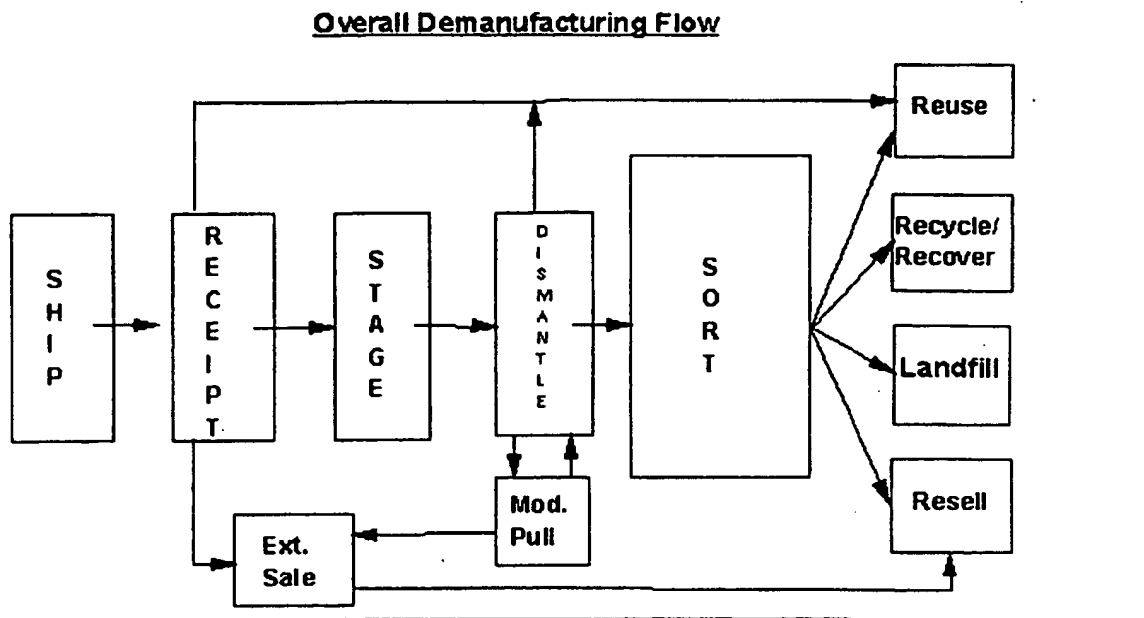 Overall Demanufacturing Flow
SHIP
RECEIPT
STAGE
DISMANTLE
SORT
Reuse
Recycle/
Recover
Landfill
Resell
Mod.
Pull
Ext.
Sale